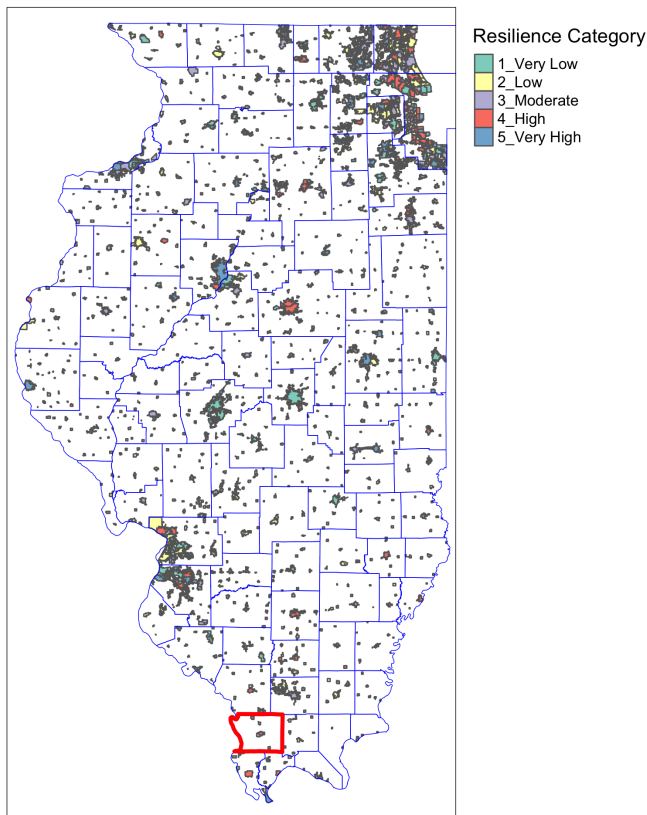 Resilience Category
1_Very Low
2_Low
3_Moderate
4_High
5_Very High